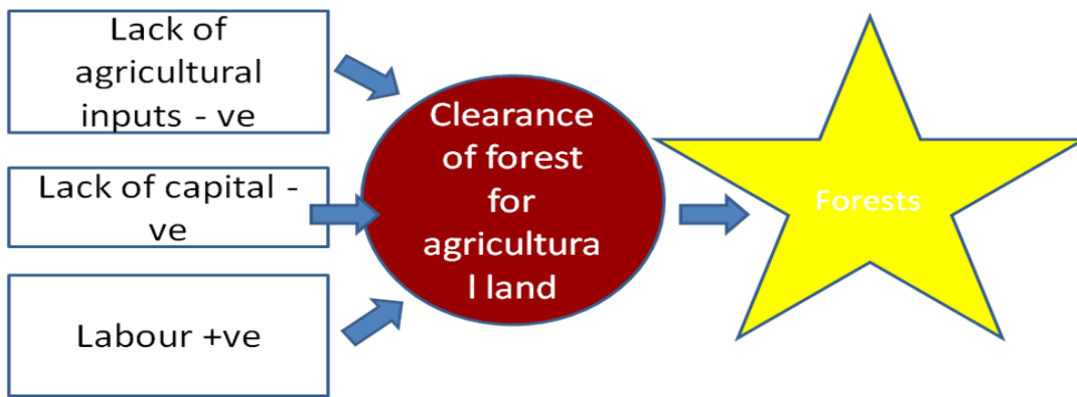 Lack of
agricultural
inputs - ve
Lack of capital -
ve
Labour +ve
Clearance
of forest
for
agricultura
l land
Forests